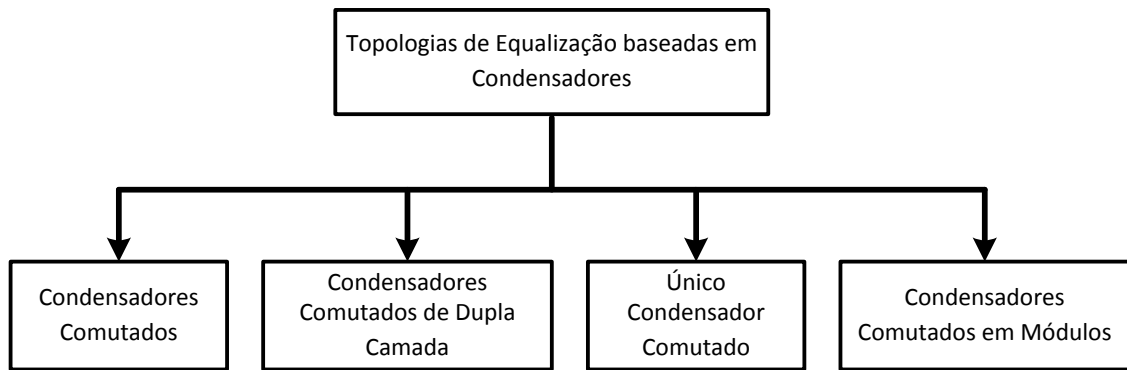 Topologias de Equalização baseadas em
Condensadores
Condensadores
Comutados
Condensadores
Comutados de Dupla
Camada
Único
Condensador
Comutado
Condensadores
Comutados em Módulos